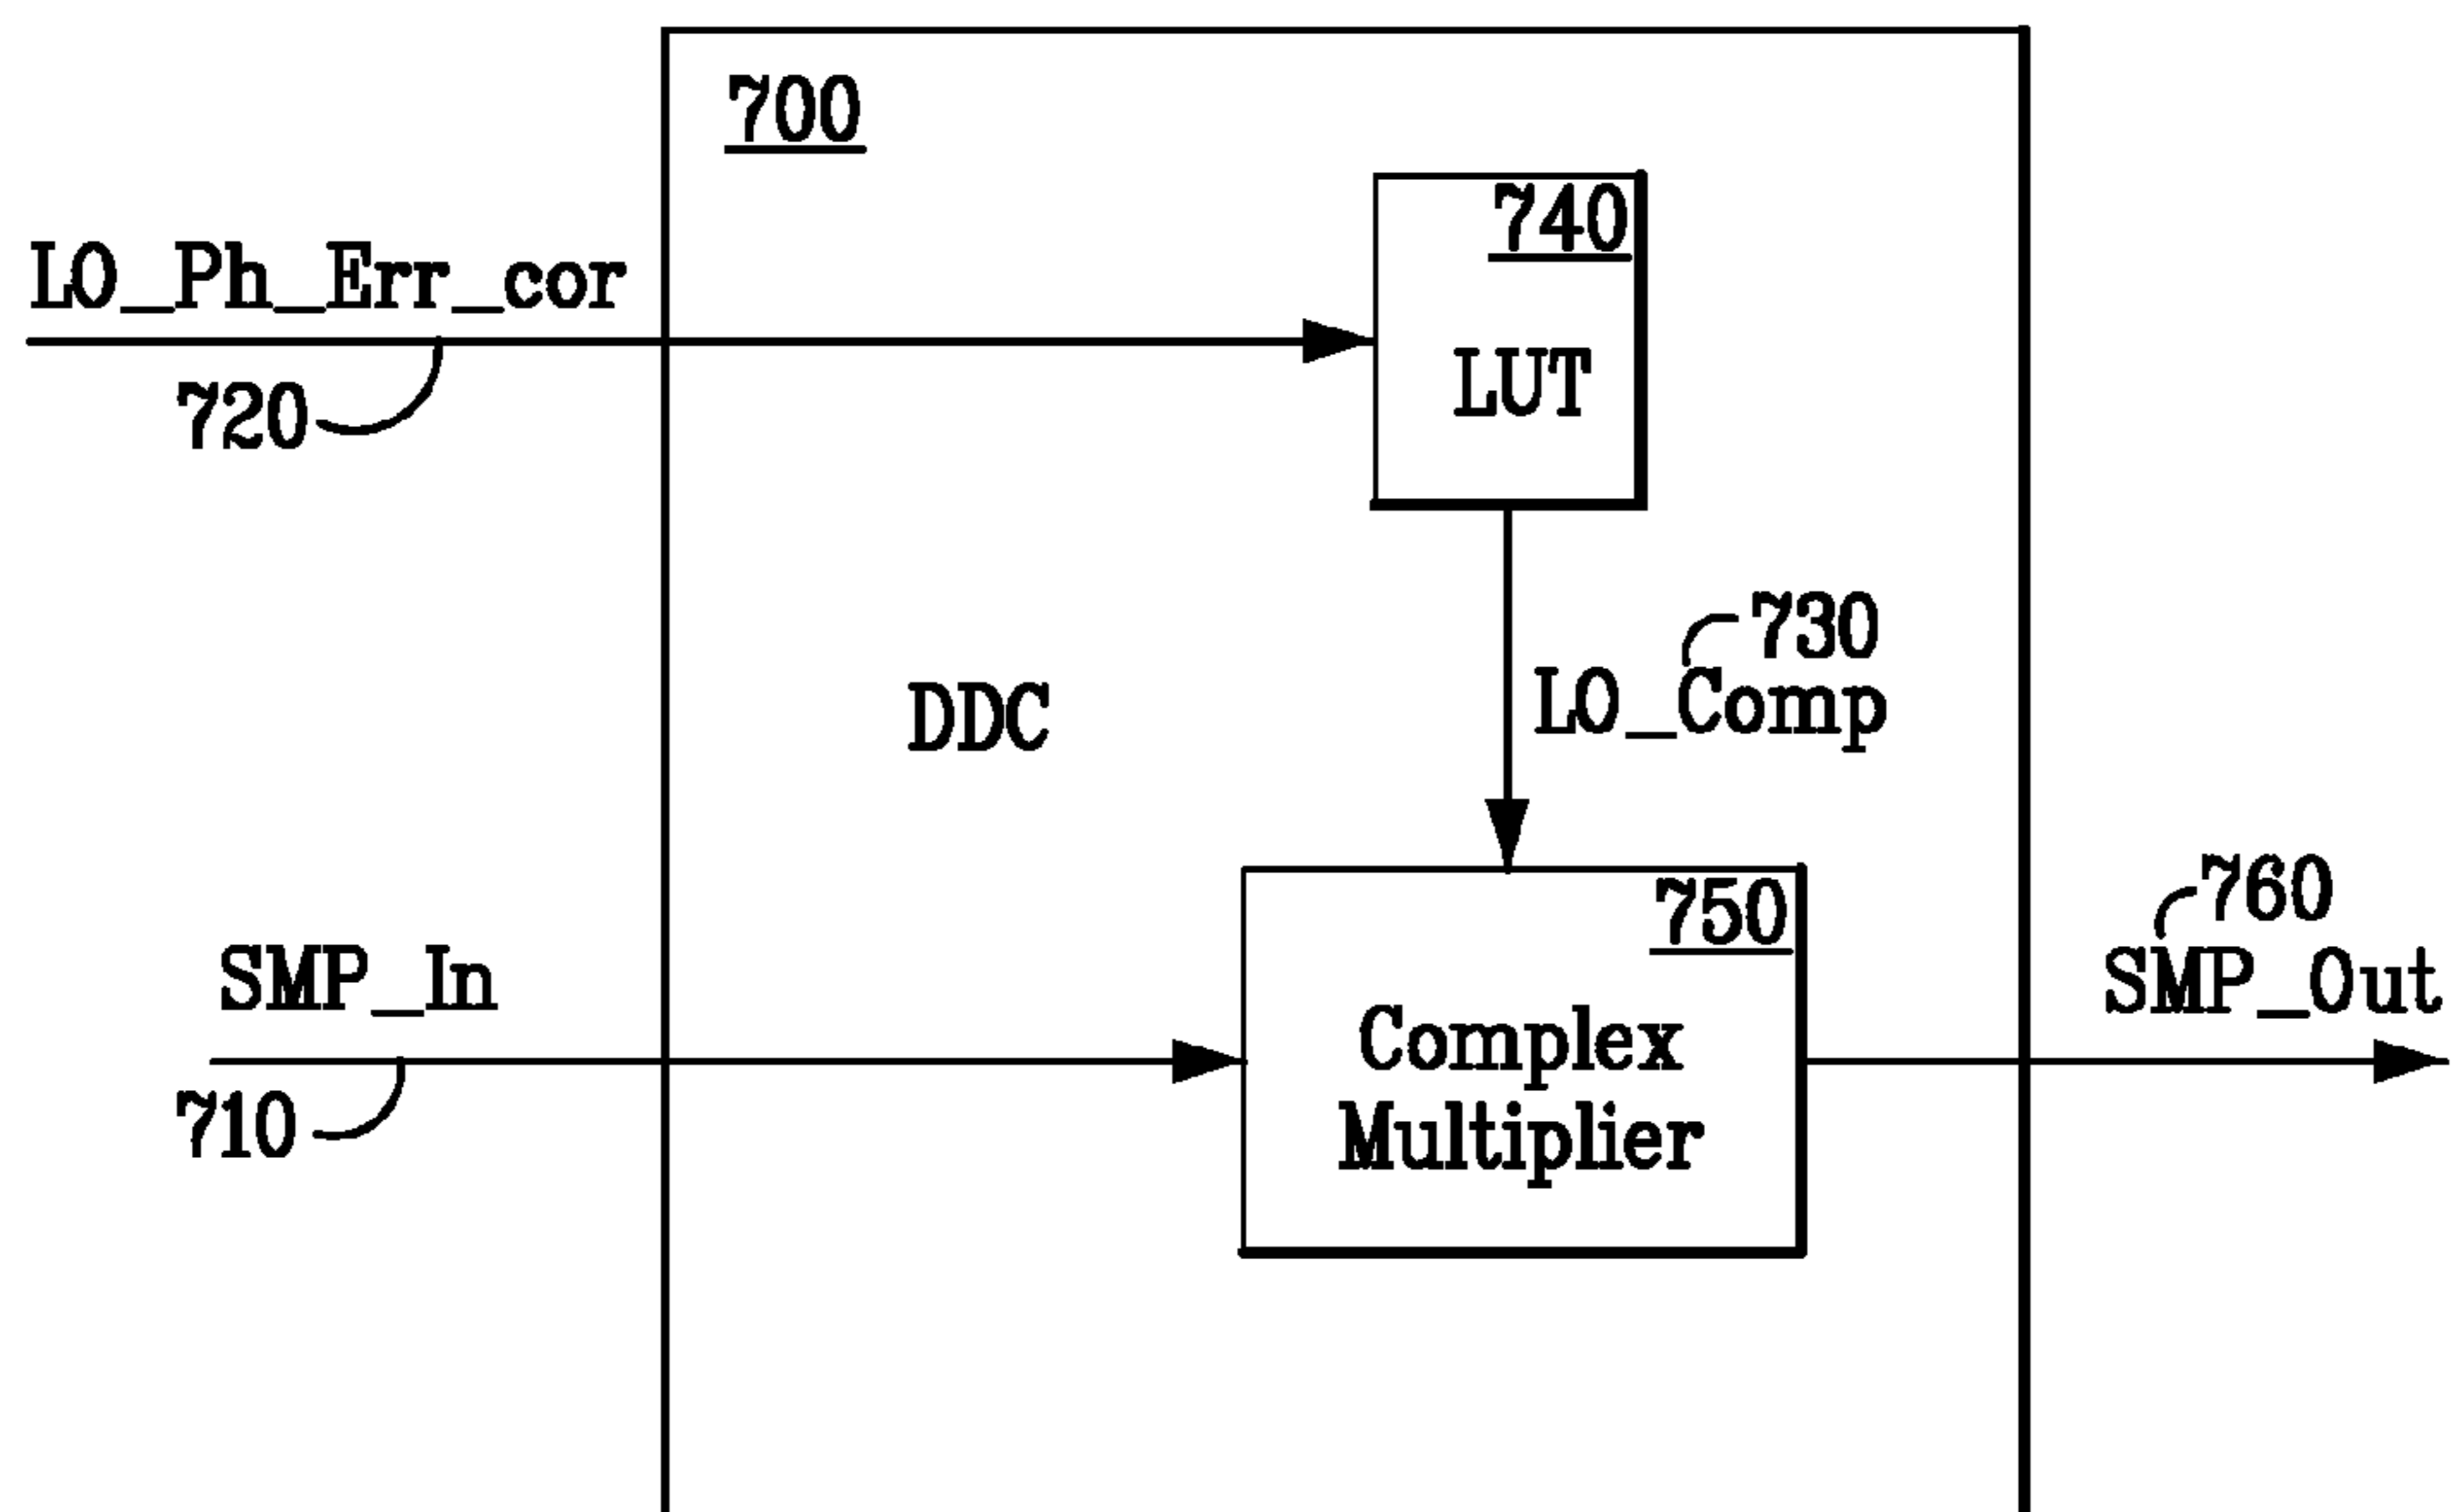 700
740
LO_Ph_Err_cor
LUT
720
730
LO_Comp
DDC
750
760
SMP_In
SMP_Out
Complex
Multiplier
710